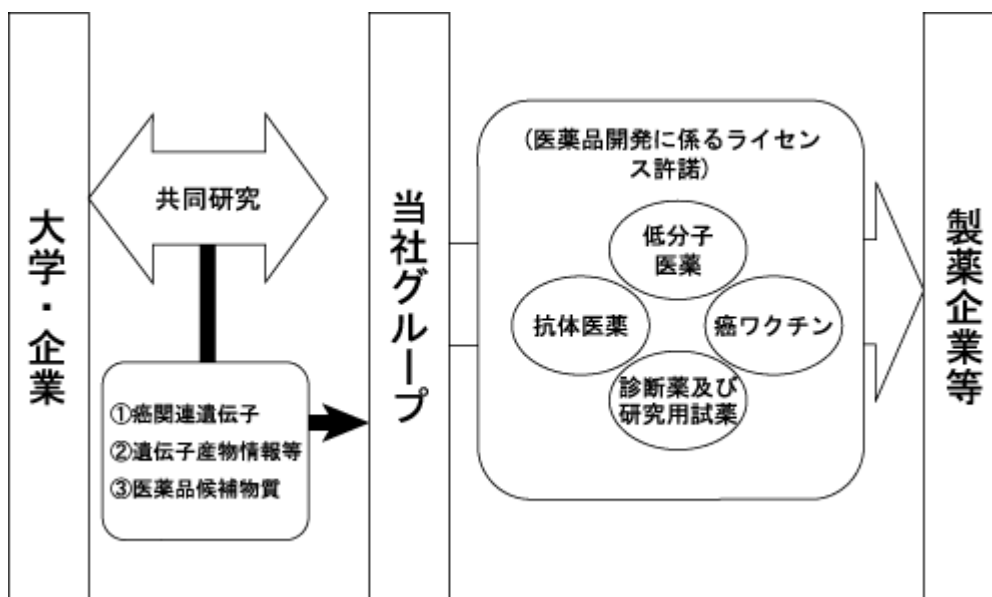 大学・企業
共同研究
①癌関連遺伝子
②遺伝子産物情報等
③医薬品候補物質
当社グループ
(医薬品開発に係るライセン
ス許諾)
低分子
医薬
抗体医薬
癌ワクチン
診断薬及び
研究用試薬
製薬企業等